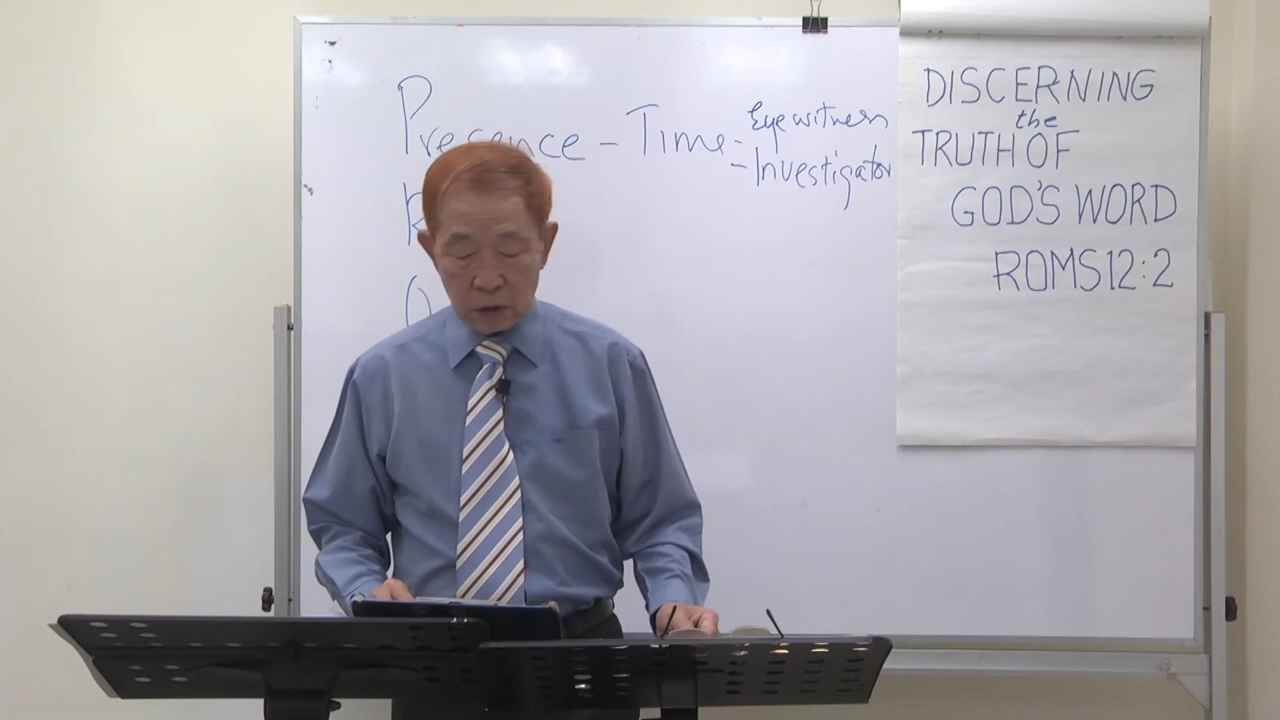 Presence - Time - Eyewitness
- Investigator
DISCERNING
the
TRUTH OF
GOD'S WORD
ROMS 12:2